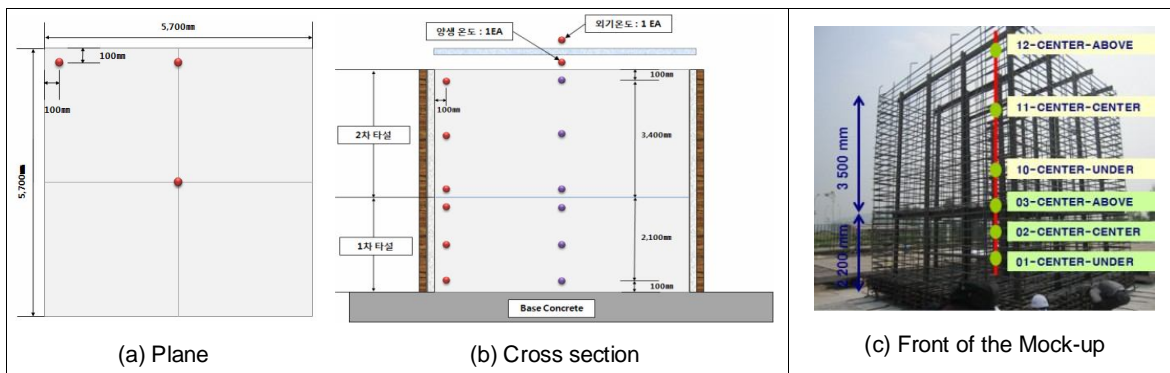 5,700㎜
100㎜
100㎜
5,700㎜
(a) Plane
양생 온도 : 1EA
외기온도 : 1 EA
100㎜
100㎜
2차 타설
3,400㎜
1차 타설
2,100㎜
100㎜
Base Concrete
(b) Cross section
3 500 mm
2 200 mm
12-CENTER-ABOVE
11-CENTER-CENTER
10-CENTER-UNDER
03-CENTER-ABOVE
02-CENTER-CENTER
01-CENTER-UNDER
(c) Front of the Mock-up